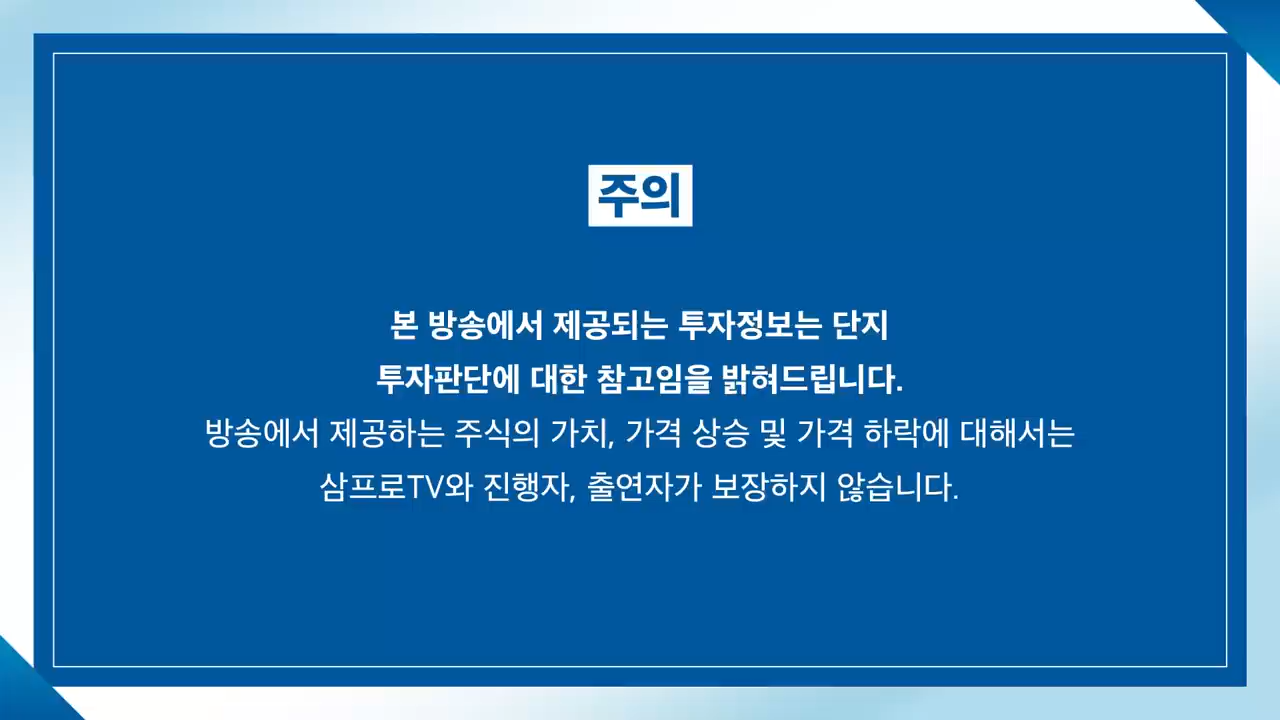 주의
본 방송에서 제공되는 투자정보는 단지
투자판단에 대한 참고임을 밝혀드립니다.
방송에서 제공하는 주식의 가치, 가격 상승 및 가격 하락에 대해서는
삼프로TV와 진행자, 출연자가 보장하지 않습니다.